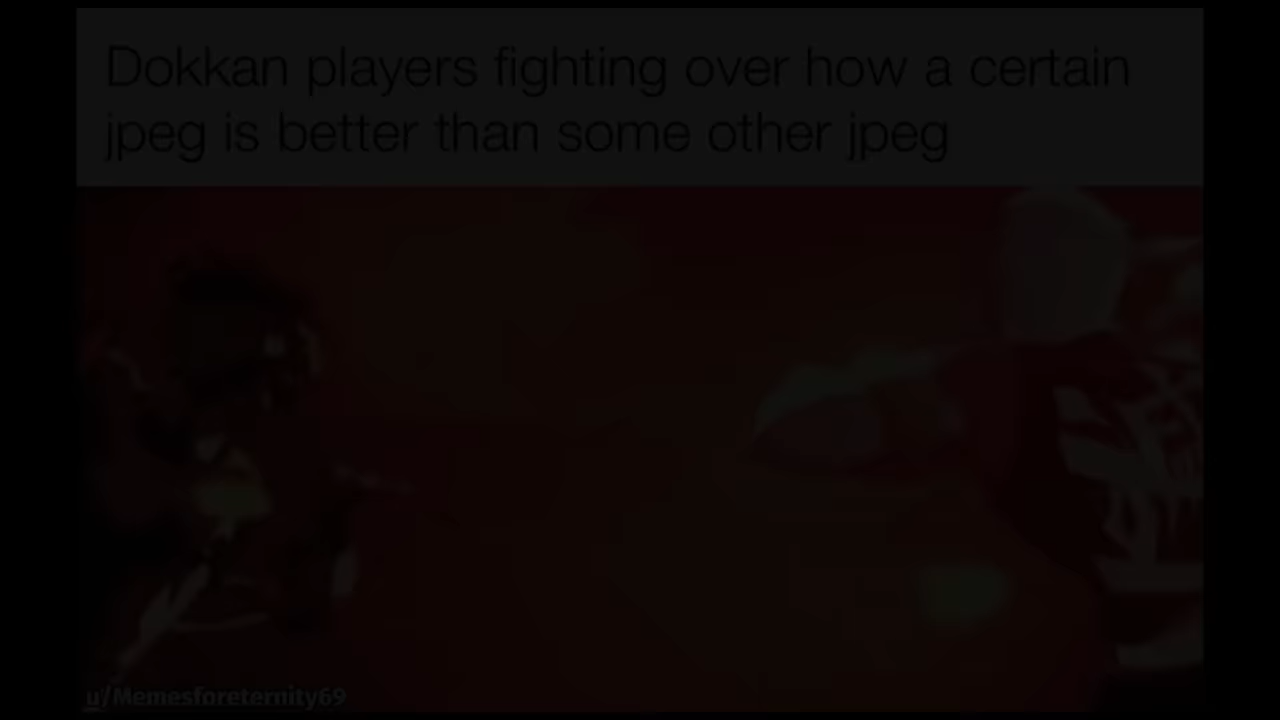 Dokkan players fighting over how a certain
jpeg is better than some other jpeg
u/Memesforeternity69